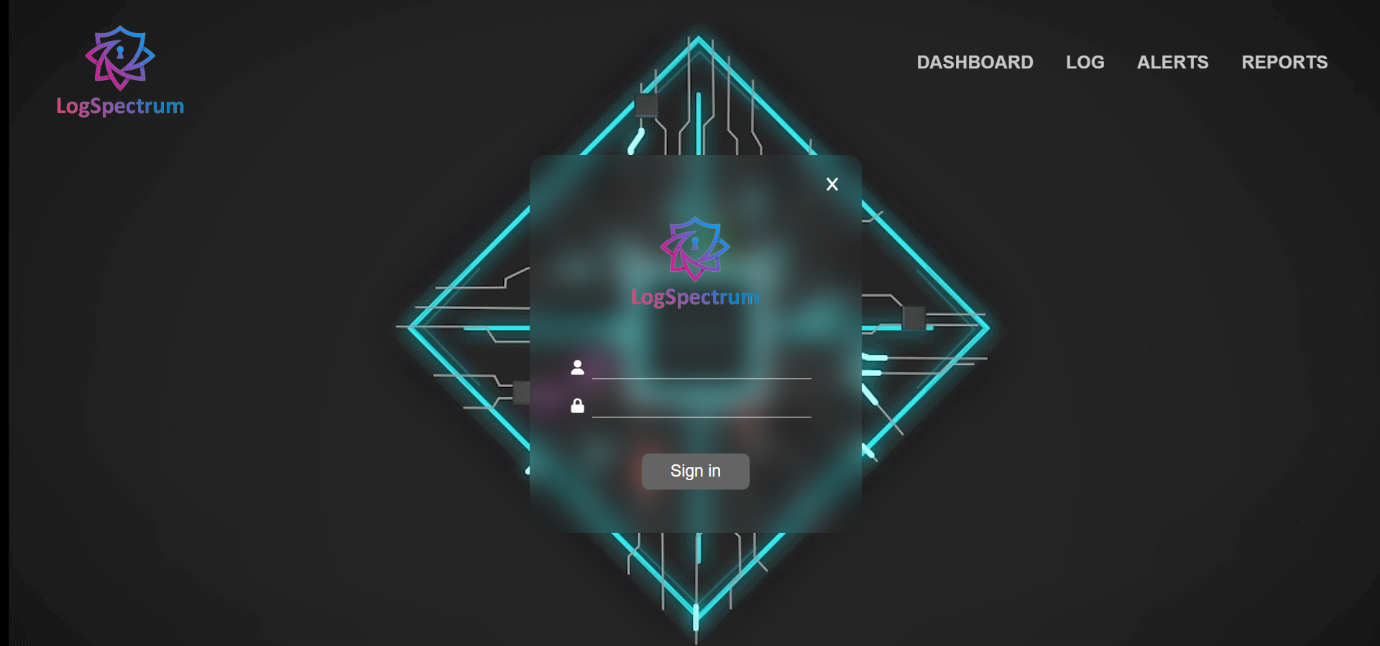 LogSpectrum
DASHBOARD LOG ALERTS REPORTS
X
LogSpectrum
Sign in